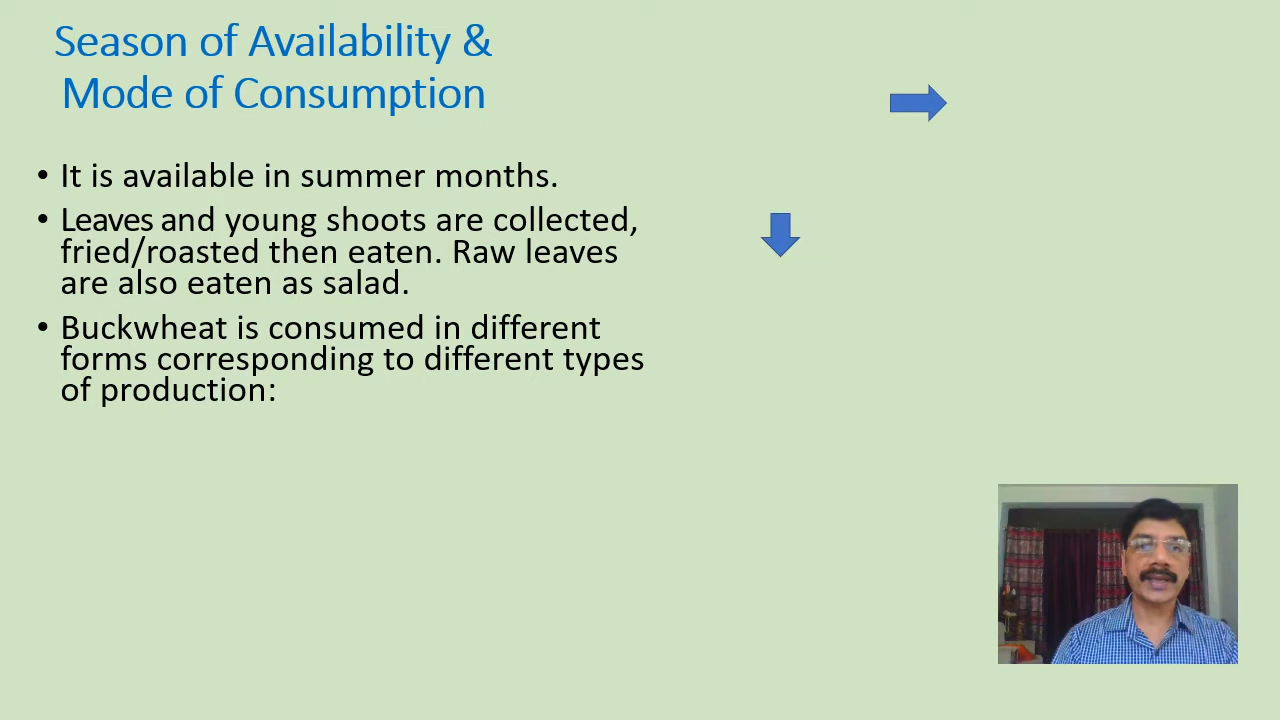 Season of Availability &
Mode of Consumption
• It is available in summer months.
• Leaves and young shoots are collected,
fried/roasted then eaten. Raw leaves
are also eaten as salad.
• Buckwheat is consumed in different
forms corresponding to different types
of production: